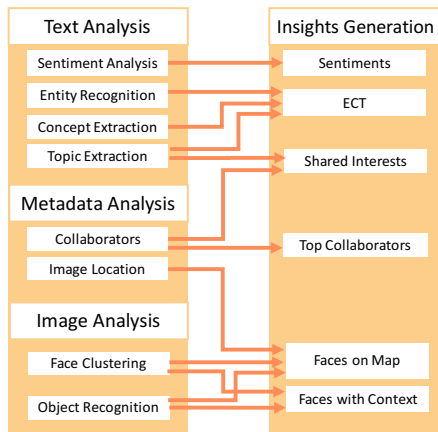 Text Analysis
Sentiment Analysis
Entity Recognition
Concept Extraction
Topic Extraction
Metadata Analysis
Collaborators
Image Location
Image Analysis
Face Clustering
Object Recognition
Insights Generation
Sentiments
ECT
Shared Interests
Top Collaborators
Faces on Map
Faces with Context